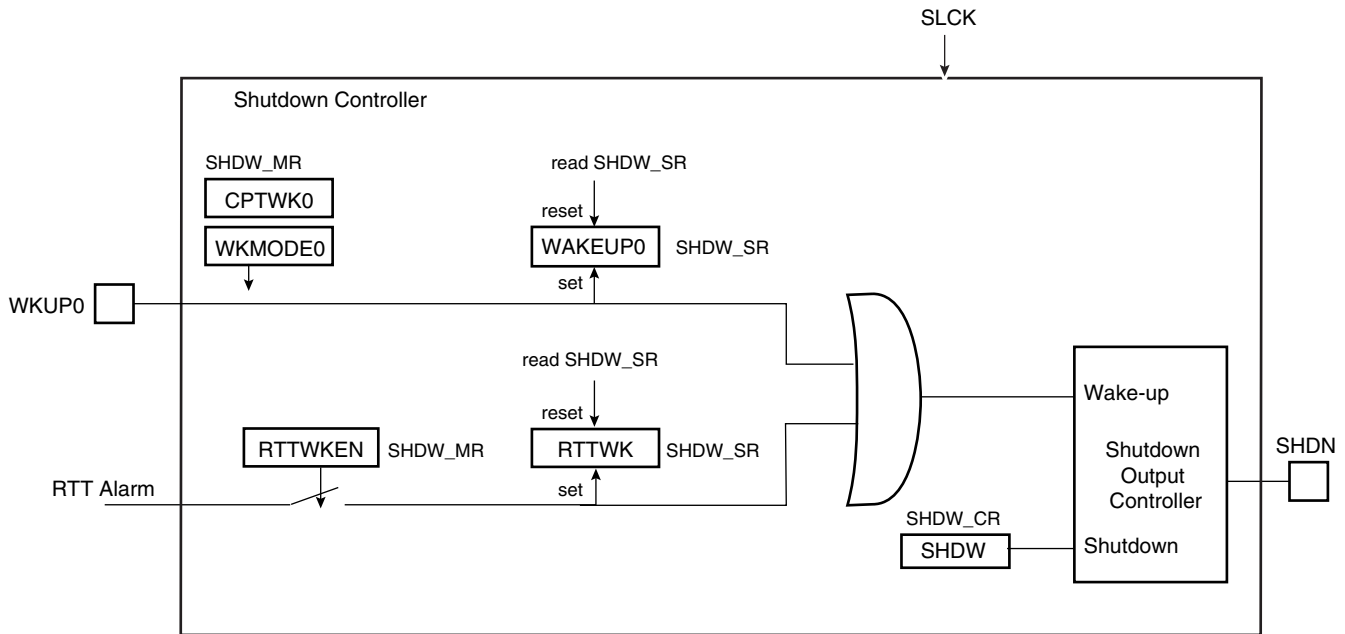 SLCK
Shutdown Controller
SHDW_MR
CPTWK0
WKMODE0
read SHDW_SR
reset
WAKEUP0
SHDW_SR
set
WKUP0
read SHDW_SR
reset
RTTWKEN
SHDW_MR
RTTWK
SHDW_SR
set
RTT Alarm
Wake-up
Shutdown
Output
Controller
SHDN
SHDW_CR
SHDW
Shutdown